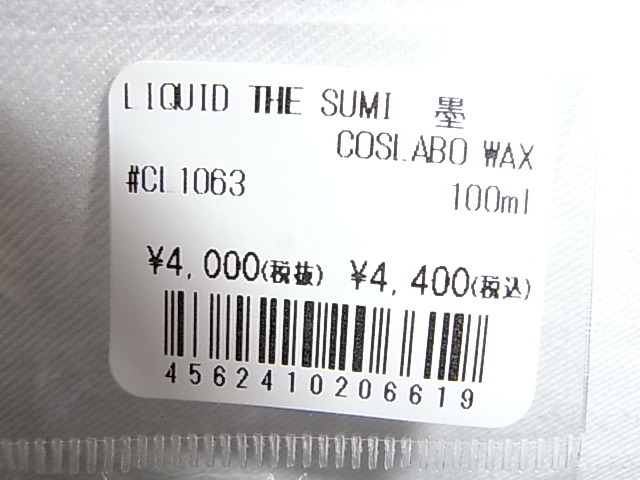 LIQUID THE SUMI 墨
COSLABO WAX
#CL1063 100ml
¥4,000(税抜) ¥4,400(税込)
4562410206619